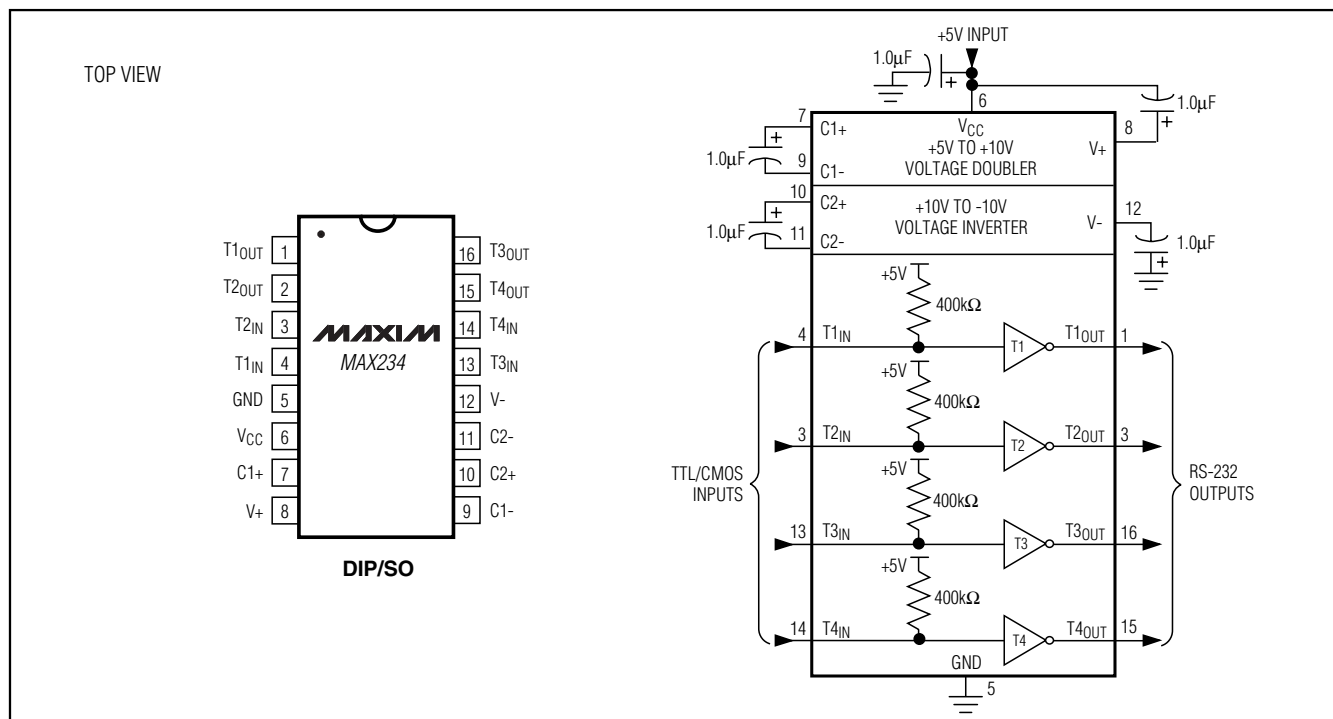 TOP VIEW
T1OUT 1
T2OUT 2
T2IN 3
T1IN 4
GND 5
VCC 6
C1+ 7
V+ 8
16 T3OUT
15 T4OUT
14 T4IN
13 T3IN
12 V-
11 C2-
10 C2+
9 C1-
MAXIM
MAX234
DIP/SO
+5V INPUT
1.0µF
+
6
1.0µF
+
7
C1+
VCC
+5V TO +10V
VOLTAGE DOUBLER
8
V+
1.0µF
+
9
C1-
10
C2+
+10V TO -10V
VOLTAGE INVERTER
12
V-
1.0µF
+
11
C2-
1.0µF
+
+5V
400kΩ
4 T1IN
T1
T1OUT 1
+5V
400kΩ
3 T2IN
T2
T2OUT 3
TTL/CMOS
INPUTS
RS-232
OUTPUTS
+5V
400kΩ
13 T3IN
T3
T3OUT 16
+5V
400kΩ
14 T4IN
T4
T4OUT 15
GND
5